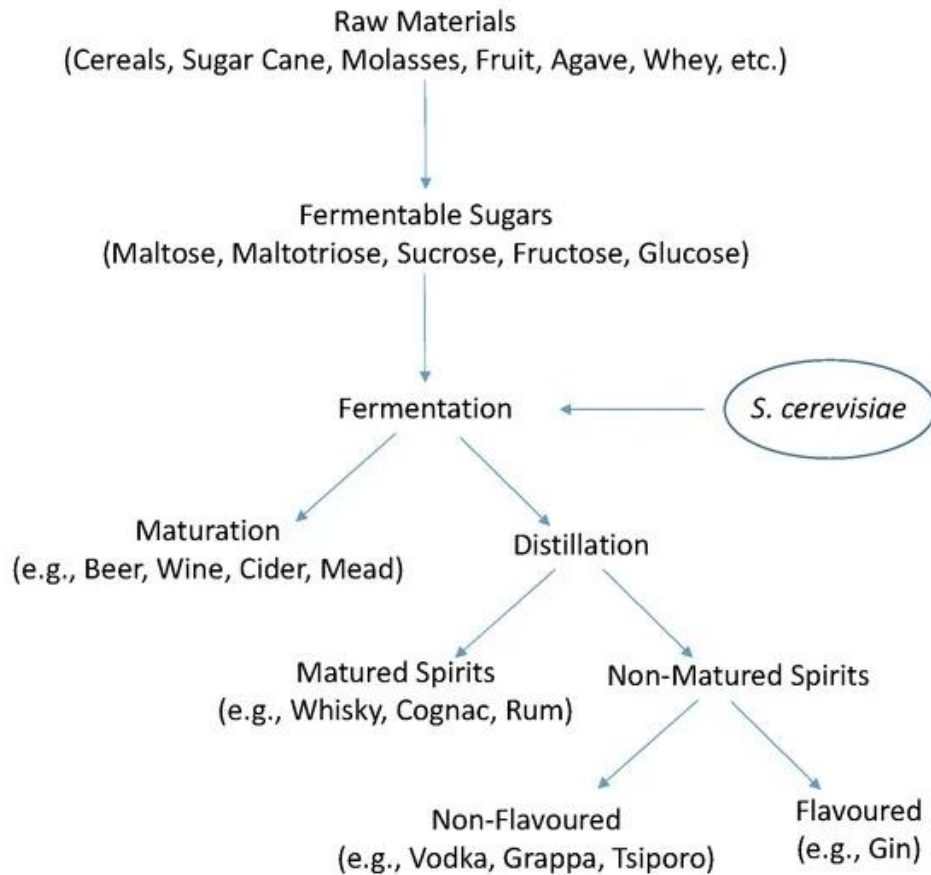 Raw Materials
(Cereals, Sugar Cane, Molasses, Fruit, Agave, Whey, etc.)
Fermentable Sugars
(Maltose, Maltotriose, Sucrose, Fructose, Glucose)
Fermentation
S. cerevisiae
Maturation
(e.g., Beer, Wine, Cider, Mead)
Distillation
Matured Spirits
(e.g., Whisky, Cognac, Rum)
Non-Matured Spirits
Non-Flavoured
(e.g., Vodka, Grappa, Tsiporo)
Flavoured
(e.g., Gin)